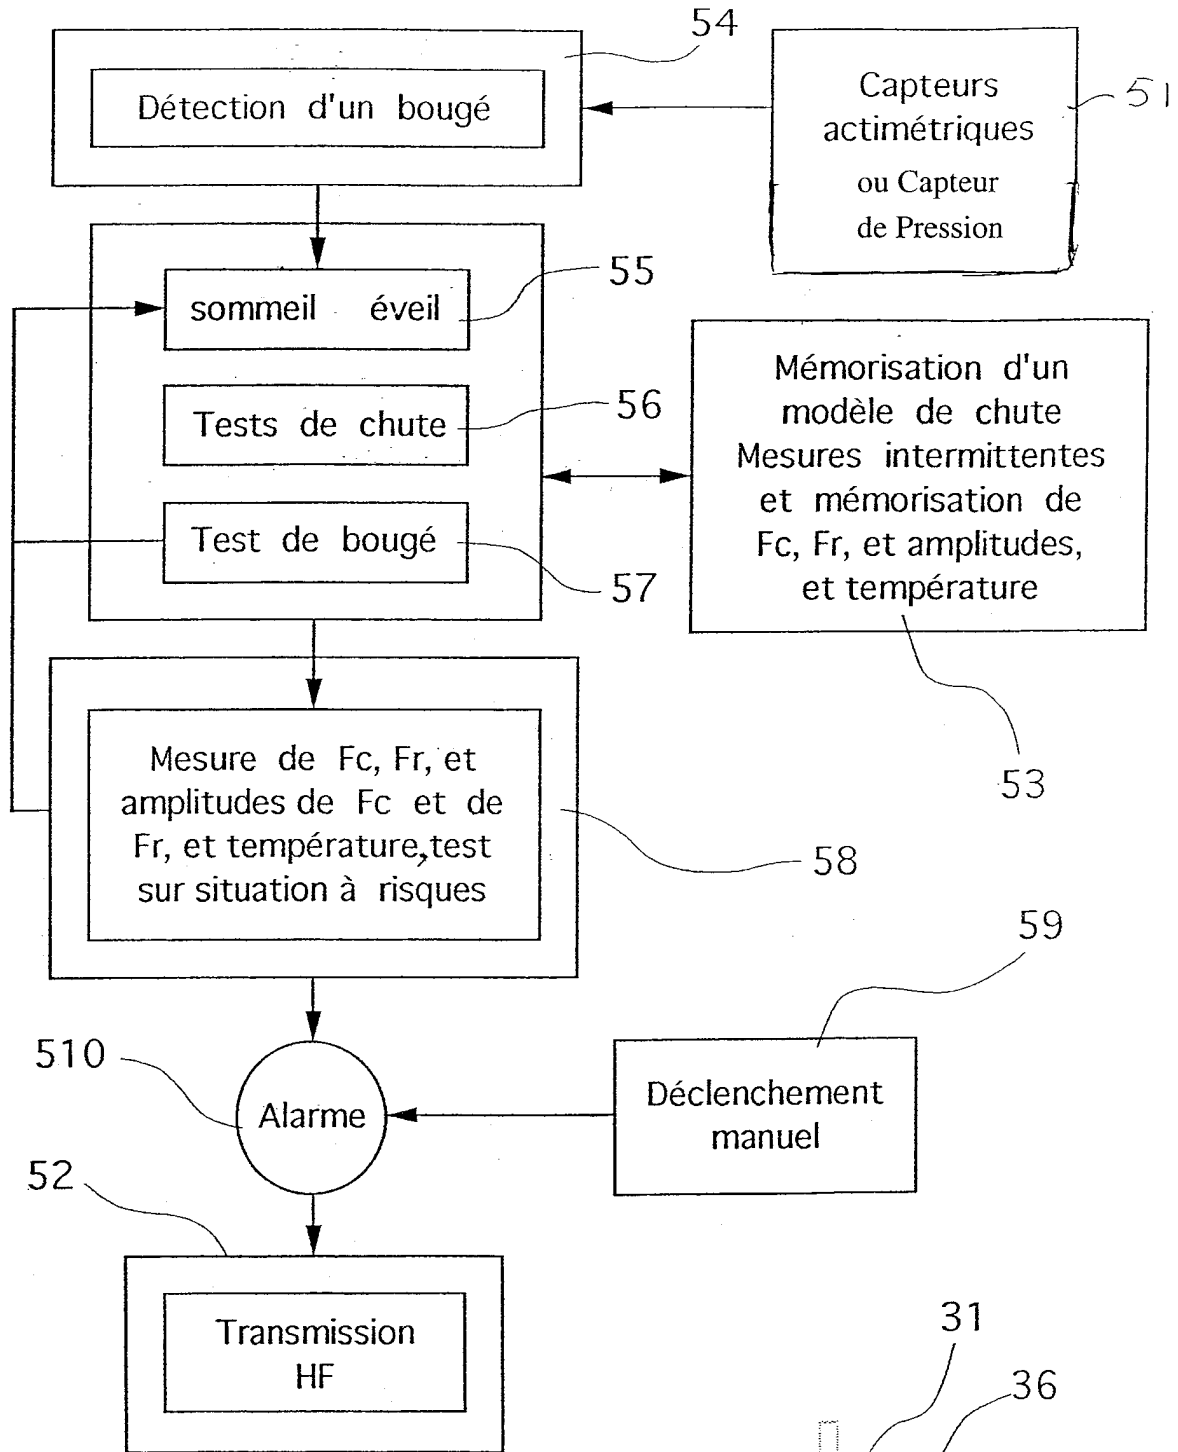 54
Détection d'un bougé
Capteurs
actimétriques
ou Capteur
de Pression
51
sommeil éveil
55
Tests de chute
56
Test de bougé
57
Mémorisation d'un
modèle de chute
Mesures intermittentes
et mémorisation de
Fc, Fr, et amplitudes,
et température
53
Mesure de Fc, Fr, et
amplitudes de Fc et de
Fr, et température, test
sur situation à risques
58
59
510
Alarme
Déclenchement
manuel
52
Transmission
HF
31
36